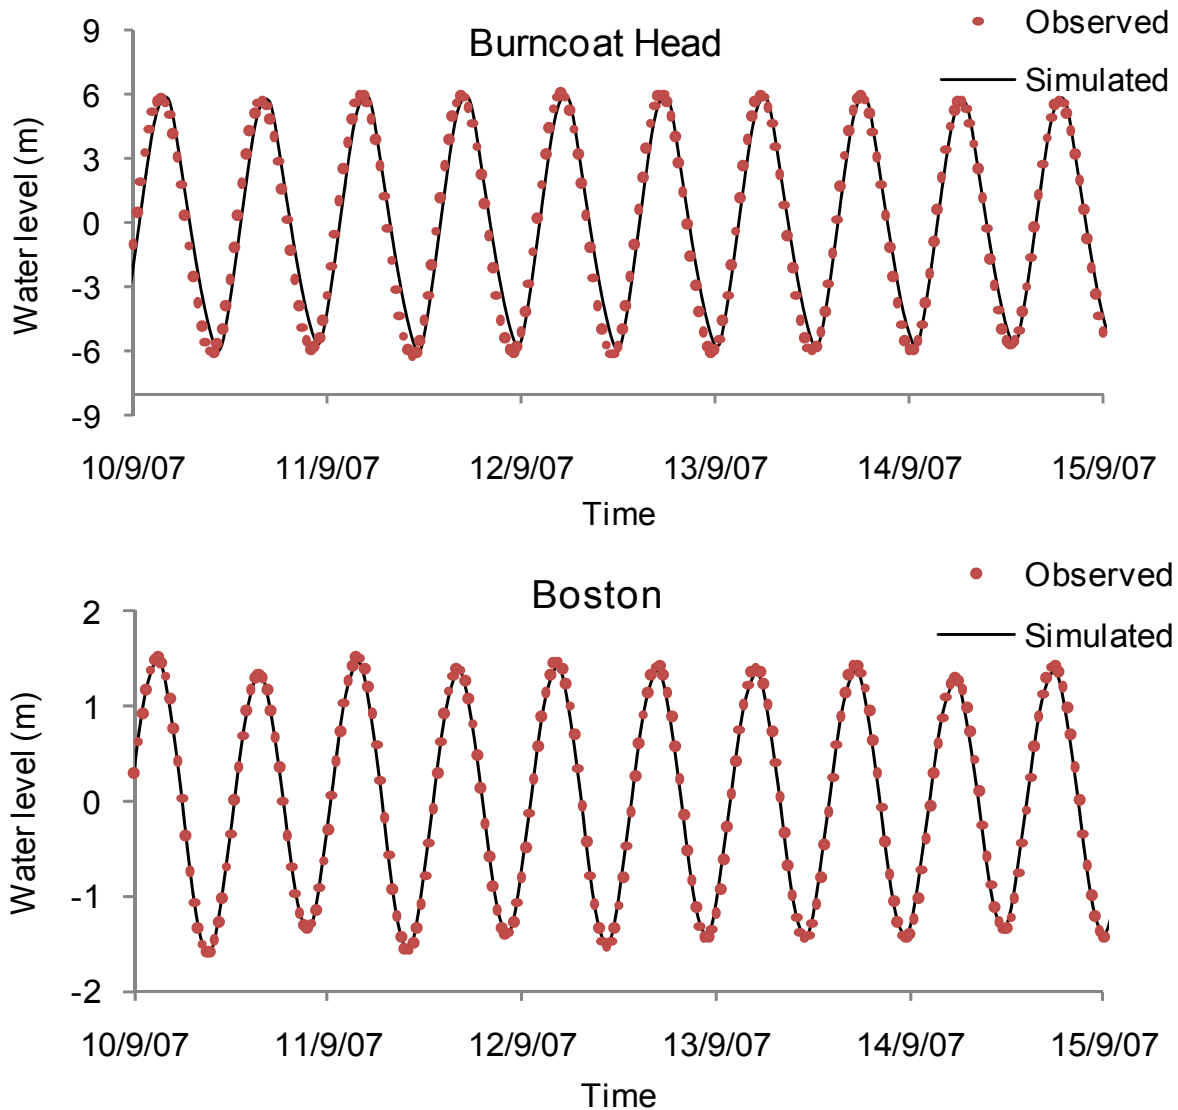 Burncoat Head
Observed
Simulated
Water level (m)
9
6
3
0
-3
-6
-9
10/9/07 11/9/07 12/9/07 13/9/07 14/9/07 15/9/07
Time
Boston
Observed
Simulated
Water level (m)
2
1
0
-1
-2
10/9/07 11/9/07 12/9/07 13/9/07 14/9/07 15/9/07
Time